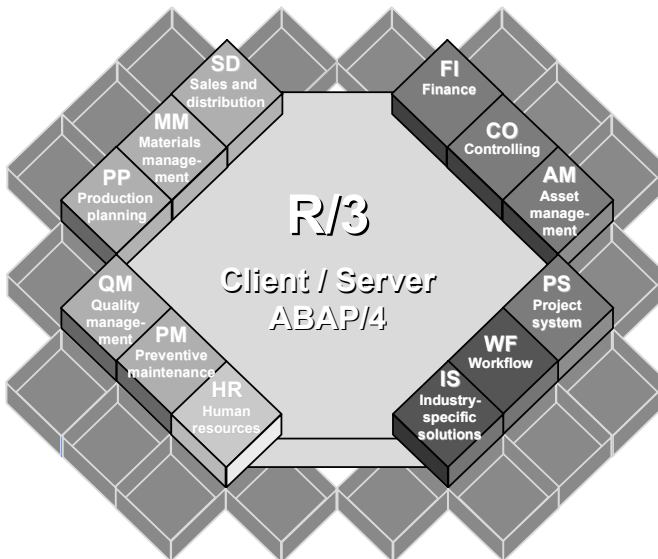 SD
Sales and
distribution
MM
Materials
manage-
ment
PP
Production
planning
FI
Finance
CO
Controlling
AM
Asset
manage-
ment
R/3
Client / Server
ABAP/4
QM
Quality
manage-
ment
PM
Preventive
maintenance
HR
Human
resources
PS
Project
system
WF
Workflow
IS
Industry-
specific
solutions